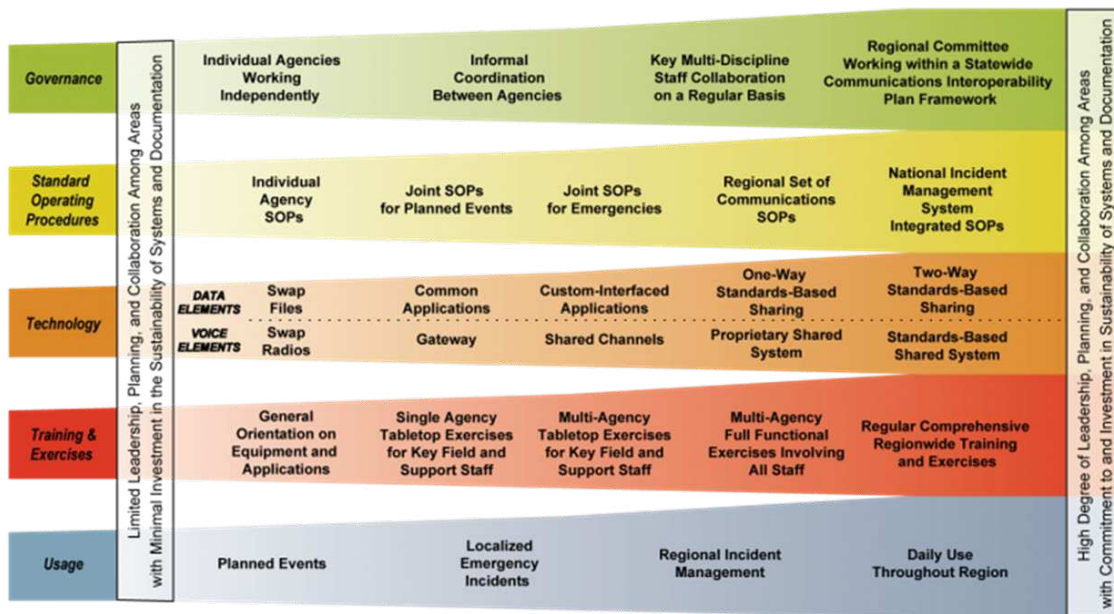 Limited Leadership, Planning, and Collaboration Among Areas
with Minimal Investment in the Sustainability of Systems and Documentation
Governance
Individual Agencies
Working
Independently
Informal
Coordination
Between Agencies
Key Multi-Discipline
Staff Collaboration
on a Regular Basis
Regional Committee
Working within a Statewide
Communications Interoperability
Plan Framework
Standard
Operating
Procedures
Individual
Agency
SOPs
Joint SOPs
for Planned Events
Joint SOPs
for Emergencies
Regional Set of
Communications
SOPs
National Incident
Management
System
Integrated SOPs
Technology
DATA
ELEMENTS
Swap
Files
Common
Applications
Custom-Interfaced
Applications
One-Way
Standards-Based
Sharing
Two-Way
Standards-Based
Sharing
VOICE
ELEMENTS
Swap
Radios
Gateway
Shared Channels
Proprietary Shared
System
Standards-Based
Shared System
Training &
Exercises
General
Orientation on
Equipment and
Applications
Single Agency
Tabletop Exercises
for Key Field and
Support Staff
Multi-Agency
Tabletop Exercises
for Key Field and
Support Staff
Multi-Agency
Full Functional
Exercises Involving
All Staff
Regular Comprehensive
Regionwide Training
and Exercises
Usage
Planned Events
Localized
Emergency
Incidents
Regional Incident
Management
Daily Use
Throughout Region
High Degree of Leadership, Planning, and Collaboration Among Areas
with Commitment to and Investment in Sustainability of Systems and Documentation